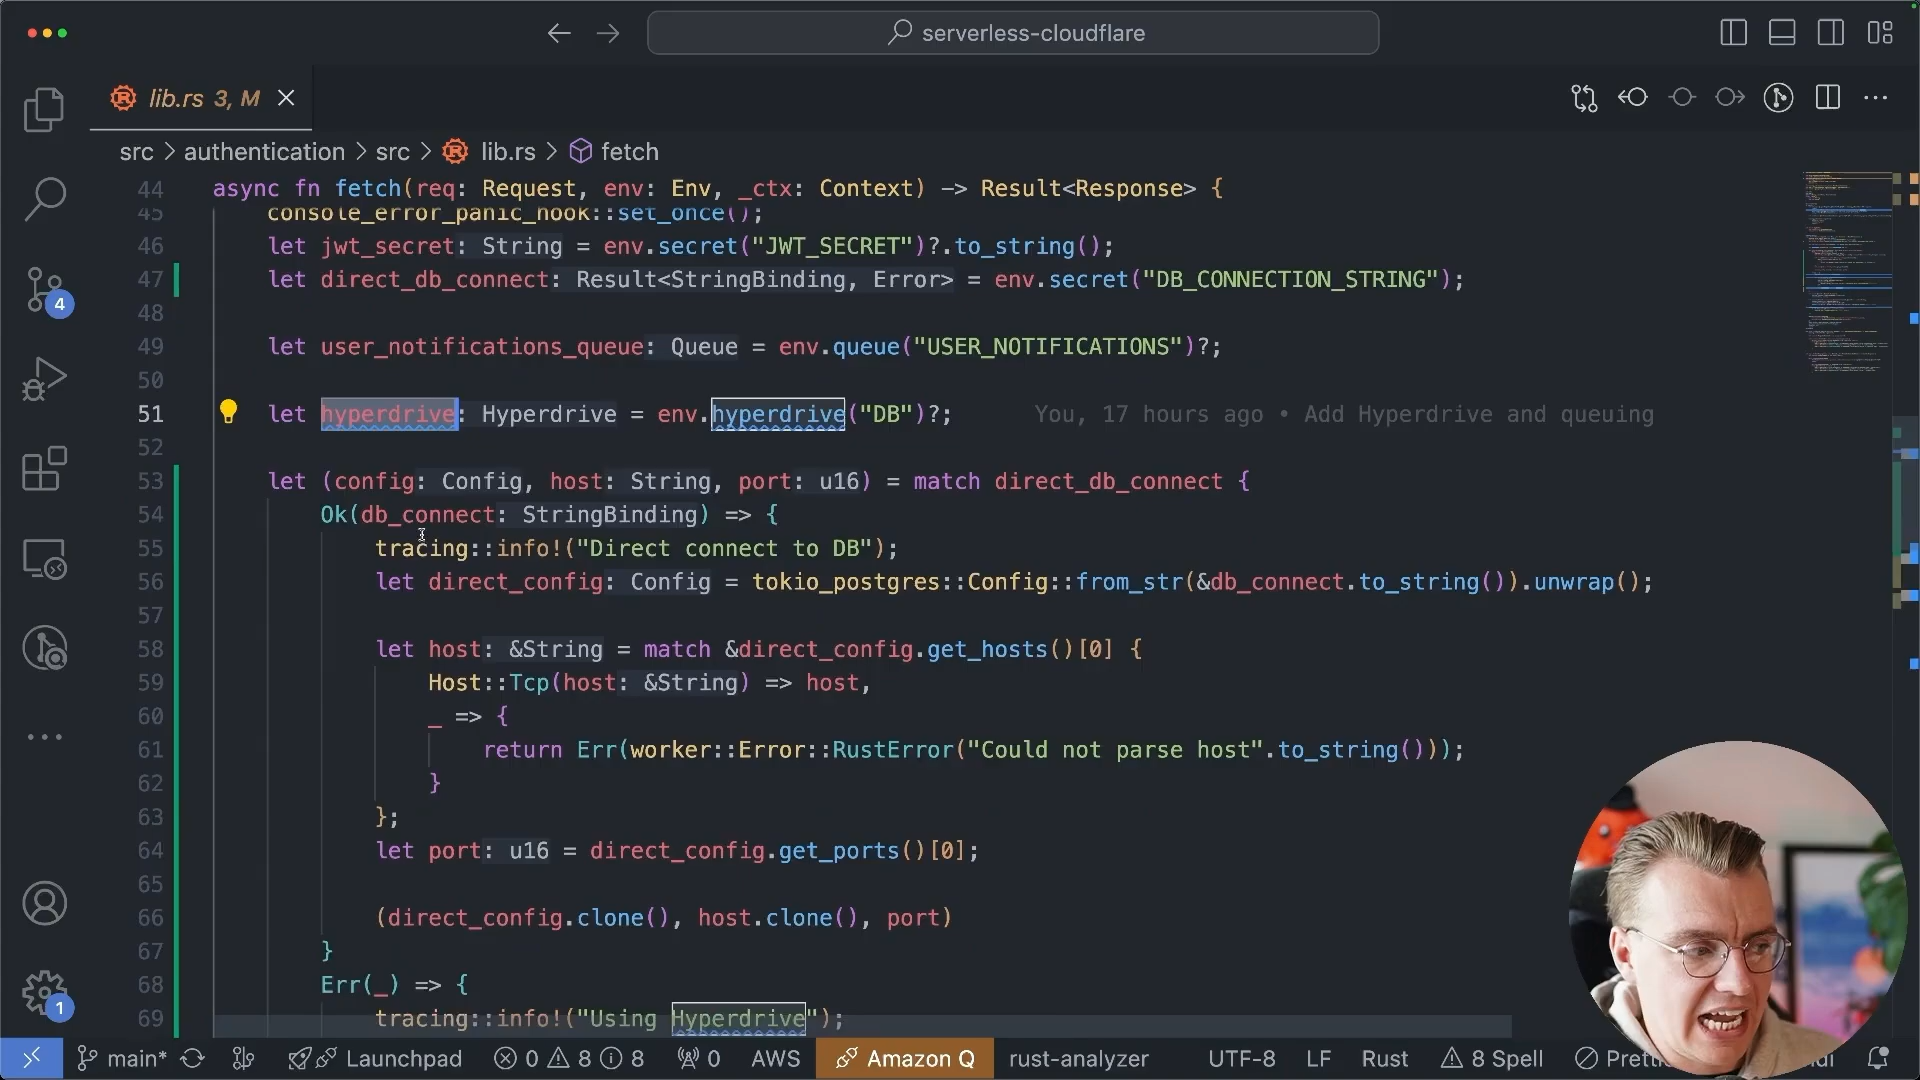 serverless-cloudflare
lib.rs 3, M
src > authentication > src > lib.rs > fetch
44 async fn fetch(req: Request, env: Env, _ctx: Context) -> Result<Response> {
45 console_error_panic_hook::set_once();
46 let jwt_secret: String = env.secret("JWT_SECRET")?.to_string();
47 let direct_db_connect: Result<StringBinding, Error> = env.secret("DB_CONNECTION_STRING");
48
49 let user_notifications_queue: Queue = env.queue("USER_NOTIFICATIONS")?;
50
51 let hyperdrive: Hyperdrive = env.hyperdrive("DB")?; You, 17 hours ago • Add Hyperdrive and queuing
52
53 let (config: Config, host: String, port: u16) = match direct_db_connect {
54 Ok(db_connect: StringBinding) => {
55 tracing::info!("Direct connect to DB");
56 let direct_config: Config = tokio_postgres::Config::from_str(&db_connect.to_string()).unwrap();
57
58 let host: &String = match &direct_config.get_hosts()[0] {
59 Host::Tcp(host: &String) => host,
60 _ => {
61 return Err(worker::Error::RustError("Could not parse host".to_string()));
62 }
63 };
64 let port: u16 = direct_config.get_ports()[0];
65
66 (direct_config.clone(), host.clone(), port)
67 }
68 Err(_) => {
69 tracing::info!("Using Hyperdrive");
4
1
main* Launchpad 0 8 8 0 AWS Amazon Q rust-analyzer UTF-8 LF Rust 8 Spell